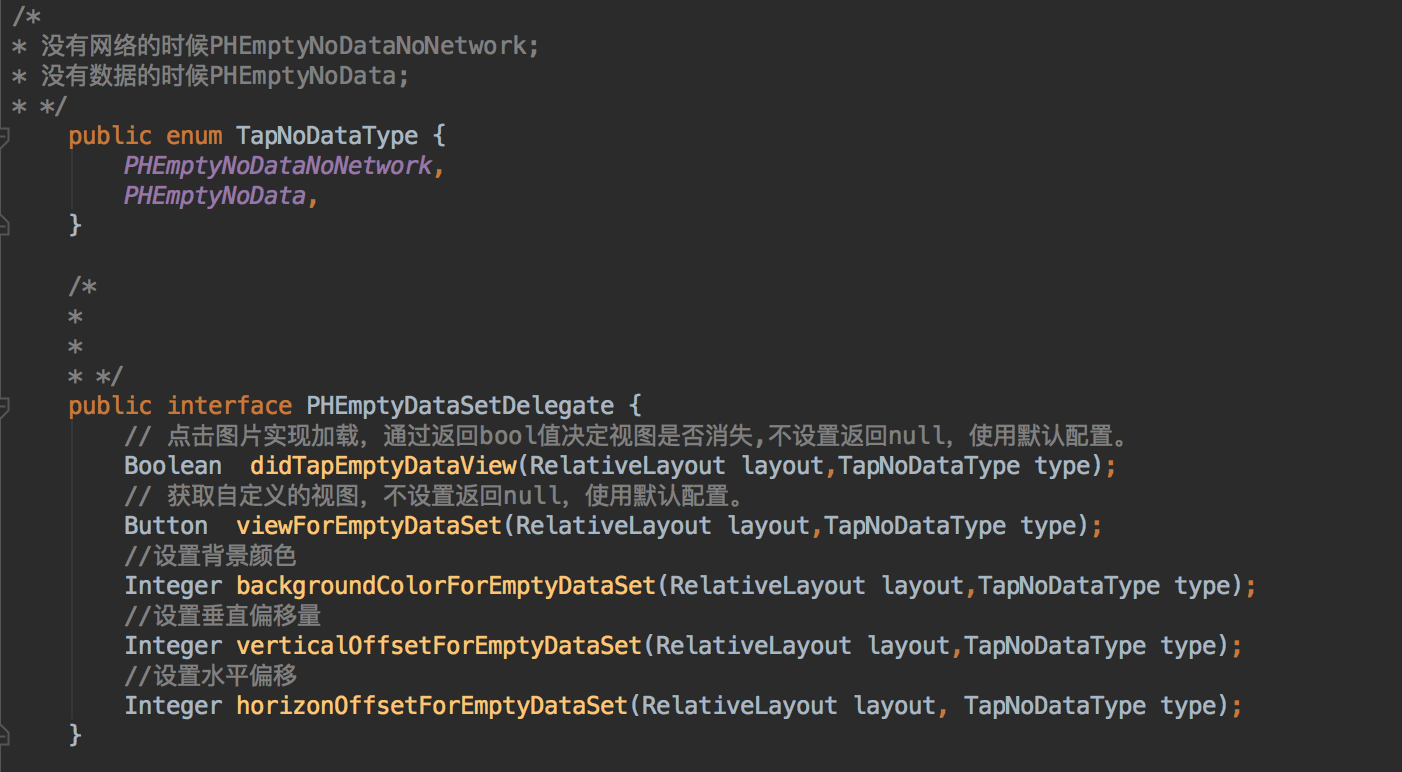 /*
* 没有网络的时候PHEmptyNoDataNoNetwork;
* 没有数据的时候PHEmptyNoData;
* */
public enum TapNoDataType {
PHEmptyNoDataNoNetwork,
PHEmptyNoData,
}
/*
*
*
* */
public interface PHEmptyDataSetDelegate {
// 点击图片实现加载，通过返回bool值决定视图是否消失,不设置返回null，使用默认配置。
Boolean  didTapEmptyDataView(RelativeLayout layout,TapNoDataType type);
// 获取自定义的视图，不设置返回null，使用默认配置。
Button  viewForEmptyDataSet(RelativeLayout layout,TapNoDataType type);
//设置背景颜色
Integer backgroundColorForEmptyDataSet(RelativeLayout layout,TapNoDataType type);
//设置垂直偏移量
Integer verticalOffsetForEmptyDataSet(RelativeLayout layout,TapNoDataType type);
//设置水平偏移
Integer horizonOffsetForEmptyDataSet(RelativeLayout layout, TapNoDataType type);
}